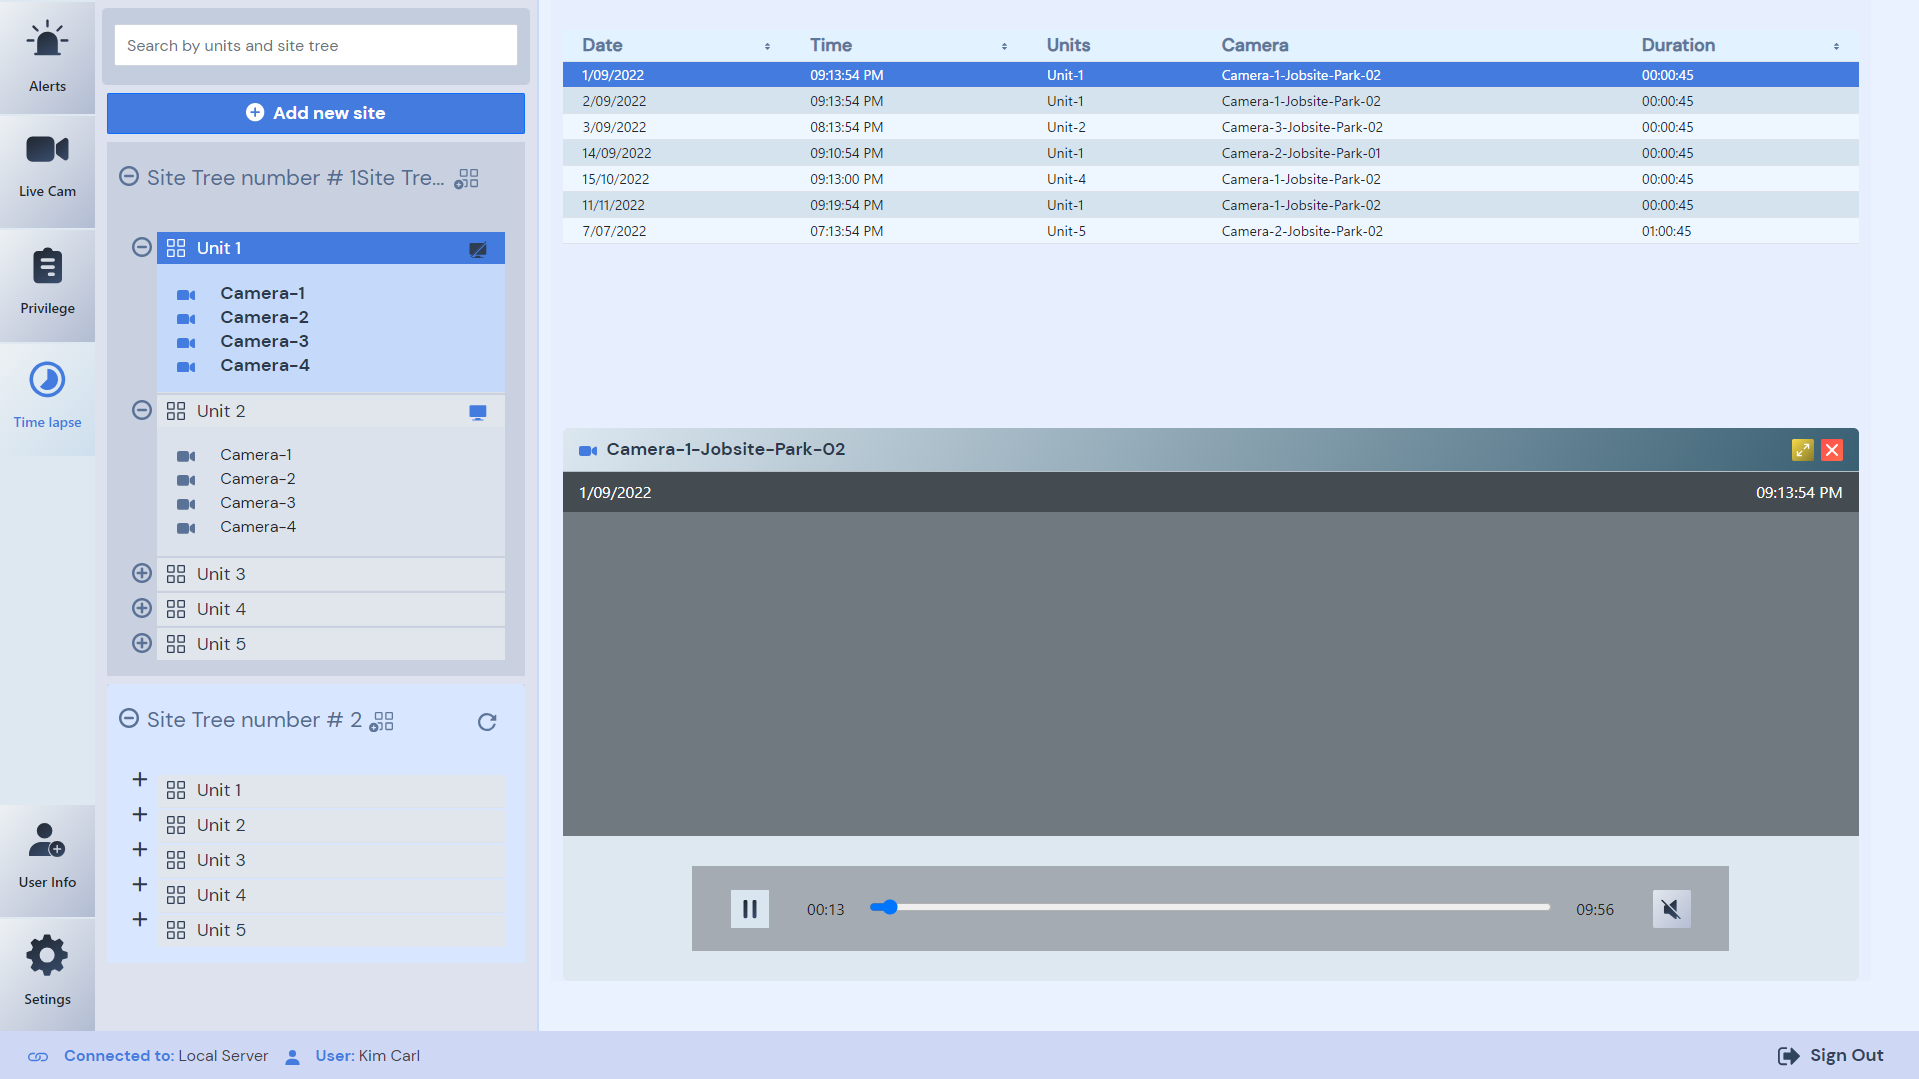 Alerts
Live Cam
Privilege
Time lapse
User Info
Setings
Search by units and site tree
Add new site
Site Tree number # 1Site Tre...
Unit 1
Camera-1
Camera-2
Camera-3
Camera-4
Unit 2
Camera-1
Camera-2
Camera-3
Camera-4
Unit 3
Unit 4
Unit 5
Site Tree number # 2
Unit 1
Unit 2
Unit 3
Unit 4
Unit 5
Date Time Units Camera Duration
1/09/2022 09:13:54 PM Unit-1 Camera-1-Jobsite-Park-02 00:00:45
2/09/2022 09:13:54 PM Unit-1 Camera-1-Jobsite-Park-02 00:00:45
3/09/2022 08:13:54 PM Unit-2 Camera-3-Jobsite-Park-02 00:00:45
14/09/2022 09:10:54 PM Unit-1 Camera-2-Jobsite-Park-01 00:00:45
15/10/2022 09:13:00 PM Unit-4 Camera-1-Jobsite-Park-02 00:00:45
11/11/2022 09:19:54 PM Unit-1 Camera-1-Jobsite-Park-02 00:00:45
7/07/2022 07:13:54 PM Unit-5 Camera-2-Jobsite-Park-02 01:00:45
Camera-1-Jobsite-Park-02
1/09/2022 09:13:54 PM
00:13 09:56
Connected to: Local Server User: Kim Carl Sign Out